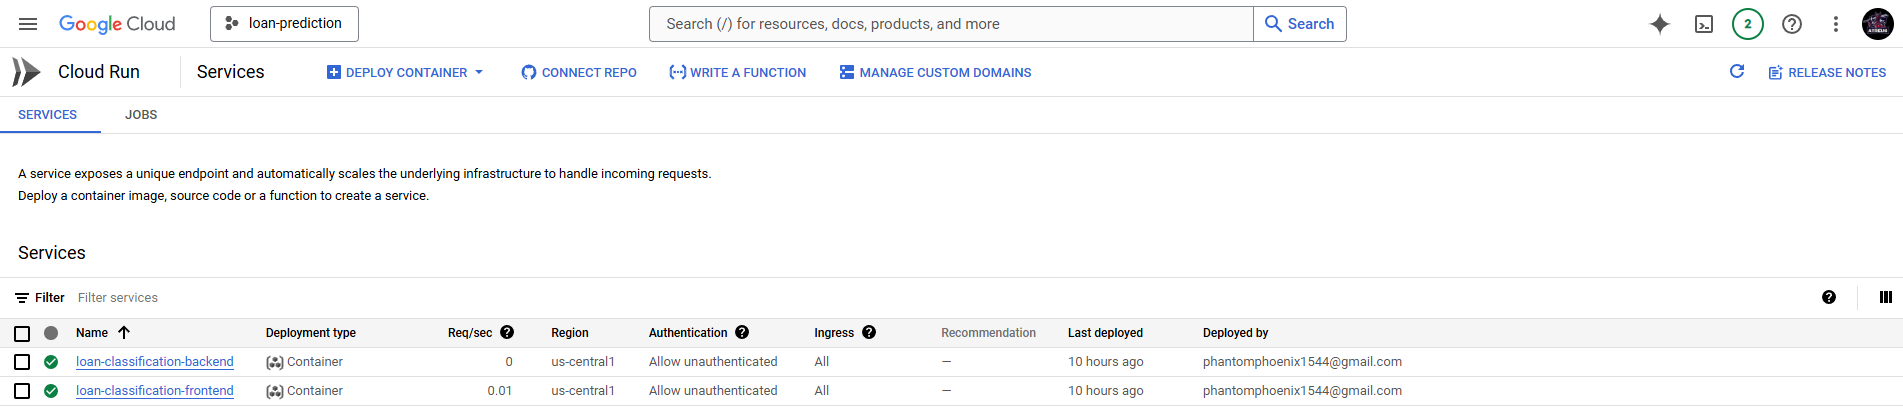 Google Cloud loan-prediction Search (/) for resources, docs, products, and more Search 2
Cloud Run Services DEPLOY CONTAINER CONNECT REPO WRITE A FUNCTION MANAGE CUSTOM DOMAINS RELEASE NOTES
SERVICES JOBS
A service exposes a unique endpoint and automatically scales the underlying infrastructure to handle incoming requests.
Deploy a container image, source code or a function to create a service.
Services
Filter Filter services
Name Deployment type Req/sec Region Authentication Ingress Recommendation Last deployed Deployed by
loan-classification-backend Container 0 us-central1 Allow unauthenticated All — 10 hours ago phantomphoenix1544@gmail.com
loan-classification-frontend Container 0.01 us-central1 Allow unauthenticated All — 10 hours ago phantomphoenix1544@gmail.com